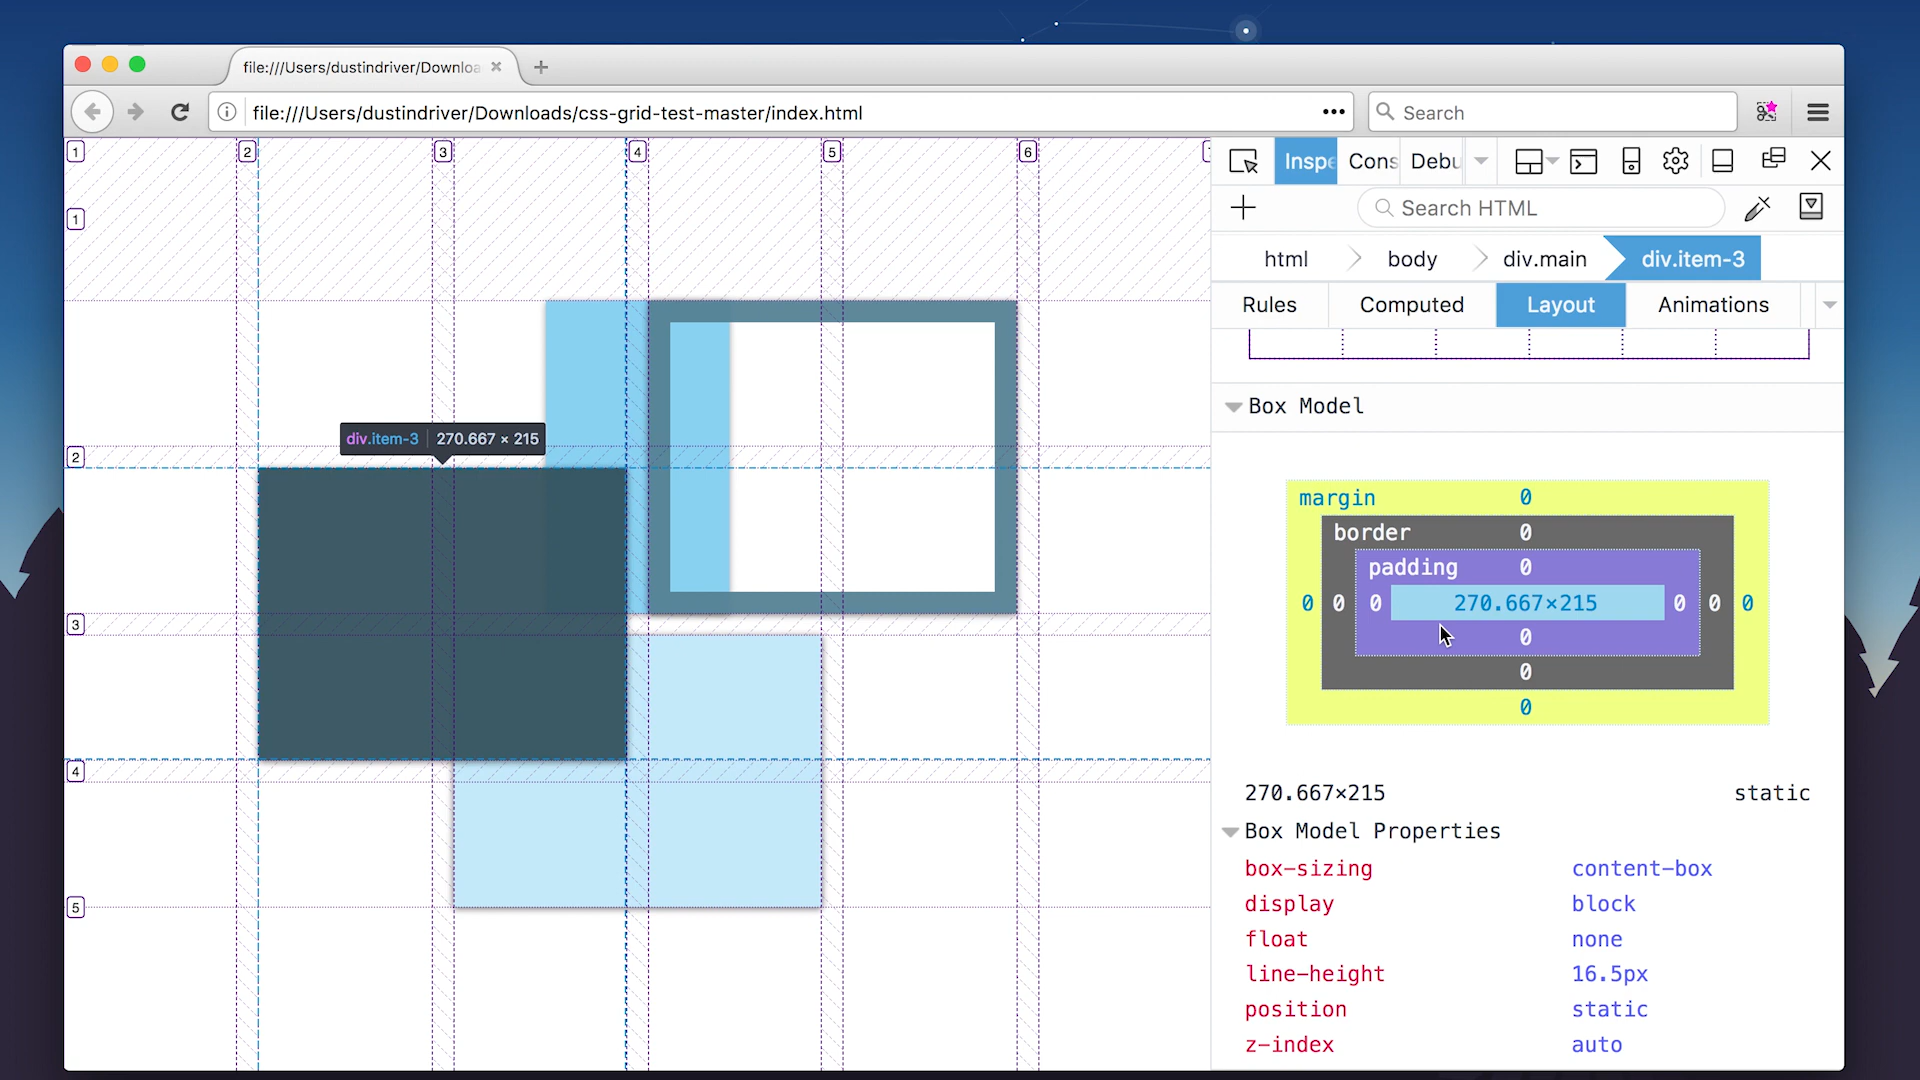 file:///Users/dustindriver/Downloa
file:///Users/dustindriver/Downloads/css-grid-test-master/index.html
Search
1
2
3
4
5
6
1
2
3
4
5
div.item-3 270.667 × 215
Inspe Cons Debu
Search HTML
html body div.main div.item-3
Rules Computed Layout Animations
Box Model
margin 0
border 0
padding 0
0 0 0 270.667×215 0 0 0
0
0
0
270.667×215 static
Box Model Properties
box-sizing content-box
display block
float none
line-height 16.5px
position static
z-index auto